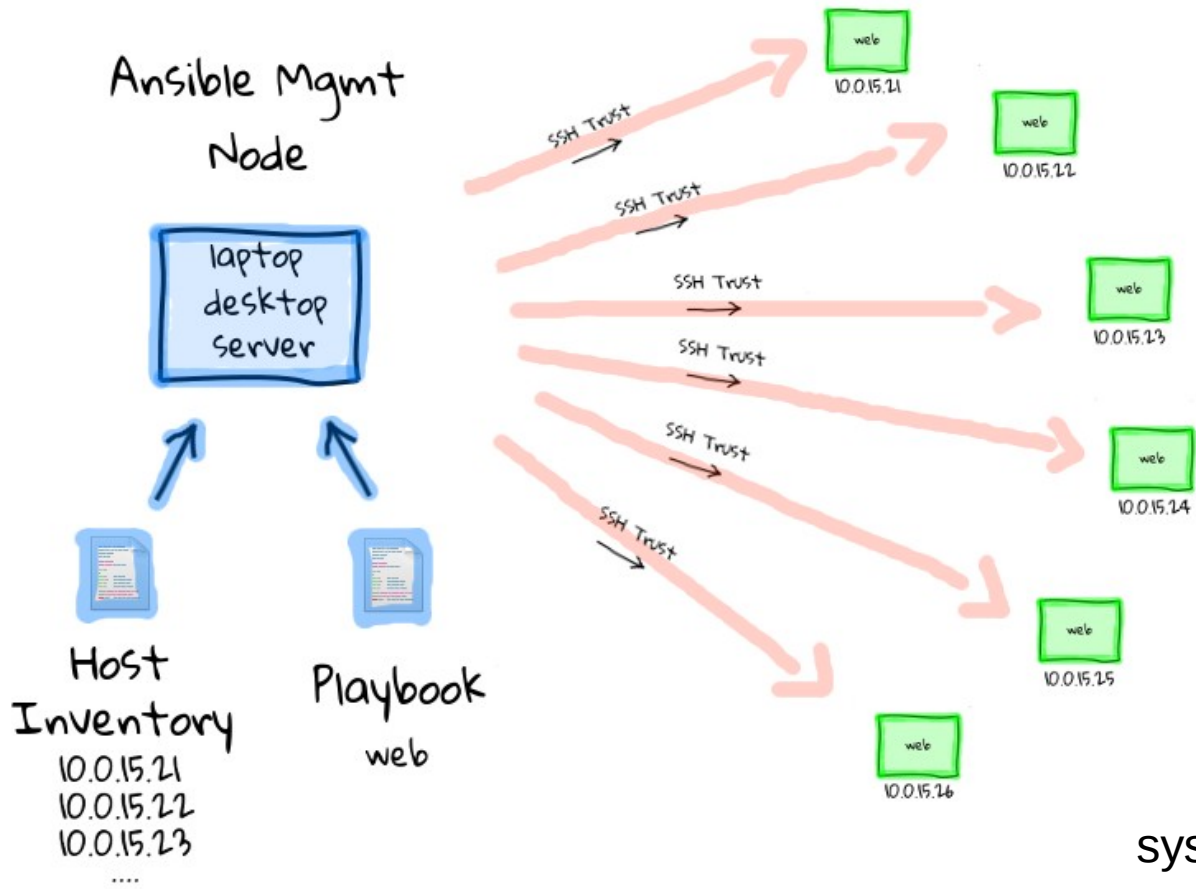 Ansible Mgmt
Node
laptop
desktop
server
Host
Inventory
10.0.15.21
10.0.15.22
10.0.15.23
....
Playbook
web
SSH Trust
SSH Trust
SSH Trust
SSH Trust
SSH Trust
SSH Trust
web
10.0.15.21
web
10.0.15.22
web
10.0.15.23
web
10.0.15.24
web
10.0.15.25
web
10.0.15.26
sys